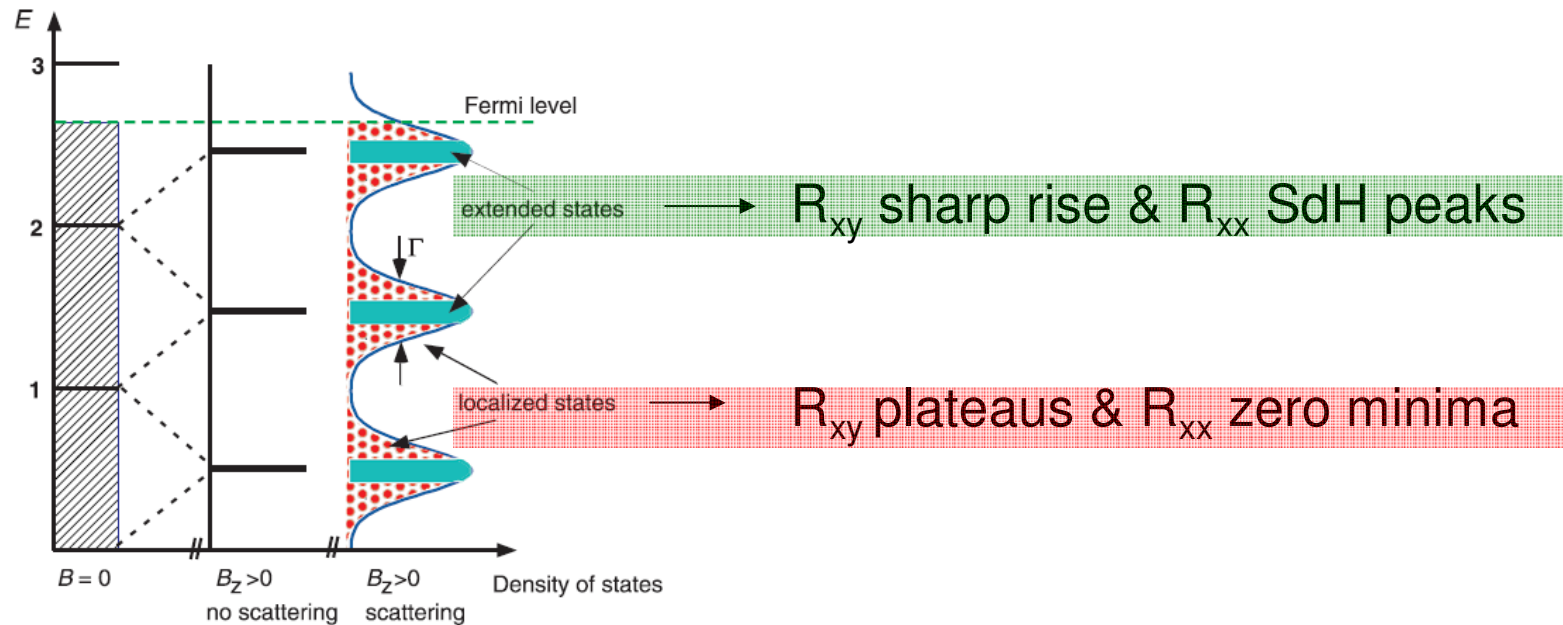 E
3
Fermi level
extended states
R_xy sharp rise & R_xx SdH peaks
2
Γ
1
localized states
R_xy plateaus & R_xx zero minima
B = 0
B_z >0
no scattering
B_z >0
scattering
Density of states